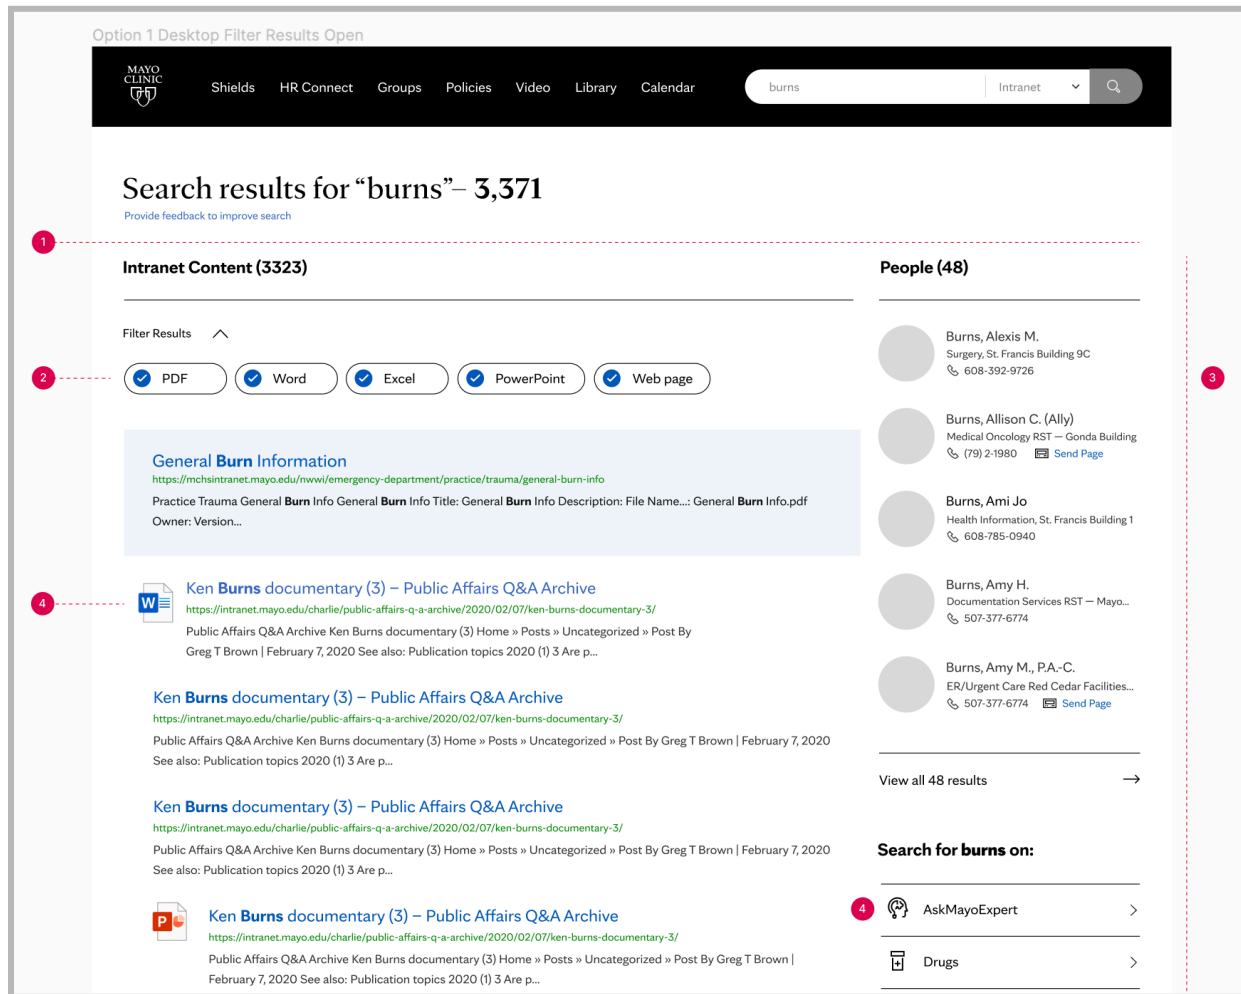 Option 1 Desktop Filter Results Open
MAYO
CLINIC
Shields
HR Connect
Groups
Policies
Video
Library
Calendar
burns
Intranet
Search results for “burns”– 3,371
Provide feedback to improve search
1
Intranet Content (3323)
Filter Results
2
PDF
Word
Excel
PowerPoint
Web page
General Burn Information
https://mchsintranet.mayo.edu/nwwi/emergency-department/practice/trauma/general-burn-info
Practice Trauma General Burn Info General Burn Info Title: General Burn Info Description: File Name...: General Burn Info.pdf
Owner: Version...
4
W
Ken Burns documentary (3) – Public Affairs Q&A Archive
https://intranet.mayo.edu/charlie/public-affairs-q-a-archive/2020/02/07/ken-burns-documentary-3/
Public Affairs Q&A Archive Ken Burns documentary (3) Home » Posts » Uncategorized » Post By
Greg T Brown | February 7, 2020 See also: Publication topics 2020 (1) 3 Are p...
Ken Burns documentary (3) – Public Affairs Q&A Archive
https://intranet.mayo.edu/charlie/public-affairs-q-a-archive/2020/02/07/ken-burns-documentary-3/
Public Affairs Q&A Archive Ken Burns documentary (3) Home » Posts » Uncategorized » Post By Greg T Brown | February 7, 2020
See also: Publication topics 2020 (1) 3 Are p...
Ken Burns documentary (3) – Public Affairs Q&A Archive
https://intranet.mayo.edu/charlie/public-affairs-q-a-archive/2020/02/07/ken-burns-documentary-3/
Public Affairs Q&A Archive Ken Burns documentary (3) Home » Posts » Uncategorized » Post By Greg T Brown | February 7, 2020
See also: Publication topics 2020 (1) 3 Are p...
P
Ken Burns documentary (3) – Public Affairs Q&A Archive
https://intranet.mayo.edu/charlie/public-affairs-q-a-archive/2020/02/07/ken-burns-documentary-3/
Public Affairs Q&A Archive Ken Burns documentary (3) Home » Posts » Uncategorized » Post By Greg T Brown |
February 7, 2020 See also: Publication topics 2020 (1) 3 Are p...
People (48)
3
Burns, Alexis M.
Surgery, St. Francis Building 9C
608-392-9726
Burns, Allison C. (Ally)
Medical Oncology RST — Gonda Building
(79) 2-1980 Send Page
Burns, Ami Jo
Health Information, St. Francis Building 1
608-785-0940
Burns, Amy H.
Documentation Services RST — Mayo...
507-377-6774
Burns, Amy M., P.A.-C.
ER/Urgent Care Red Cedar Facilities...
507-377-6774 Send Page
View all 48 results
Search for burns on:
4
AskMayoExpert
Drugs